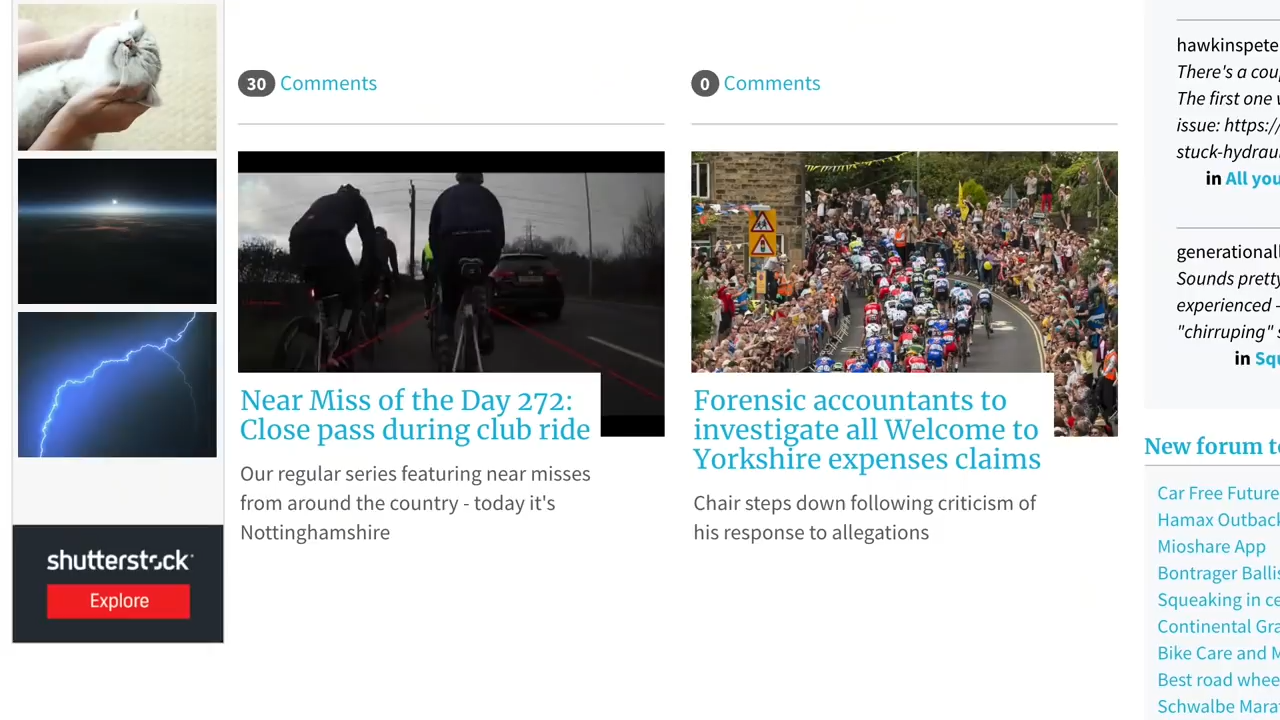 30 Comments
0 Comments
Near Miss of the Day 272:
Close pass during club ride
Our regular series featuring near misses
from around the country - today it's
Nottinghamshire
Forensic accountants to
investigate all Welcome to
Yorkshire expenses claims
Chair steps down following criticism of
his response to allegations
shutterstock
Explore
hawkinspete
There's a
The first one
issue: https://
stuck-hydrau
in All you
generationall
Sounds pretty
experienced -
"chirruping"
in Squ
New forum
Car Free Future
Hamax Outback
Mioshare App
Bontrager Ballis
Squeaking in ce
Continental Gra
Bike Care and M
Best road whee
Schwalbe Mara